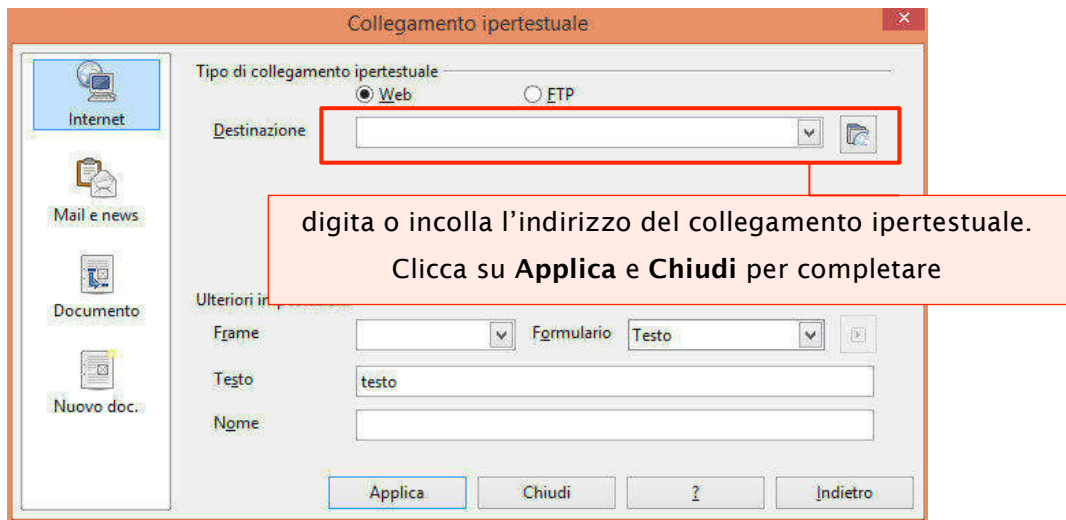 Collegamento ipertestuale
Internet
Mail e news
Documento
Nuovo doc.
Tipo di collegamento ipertestuale
Web
FTP
Destinazione
digita o incolla l’indirizzo del collegamento ipertestuale.
Clicca su Applica e Chiudi per completare
Ulteriori
Frame
Formulario
Testo
Testo
testo
Nome
Applica
Chiudi
?
Indietro